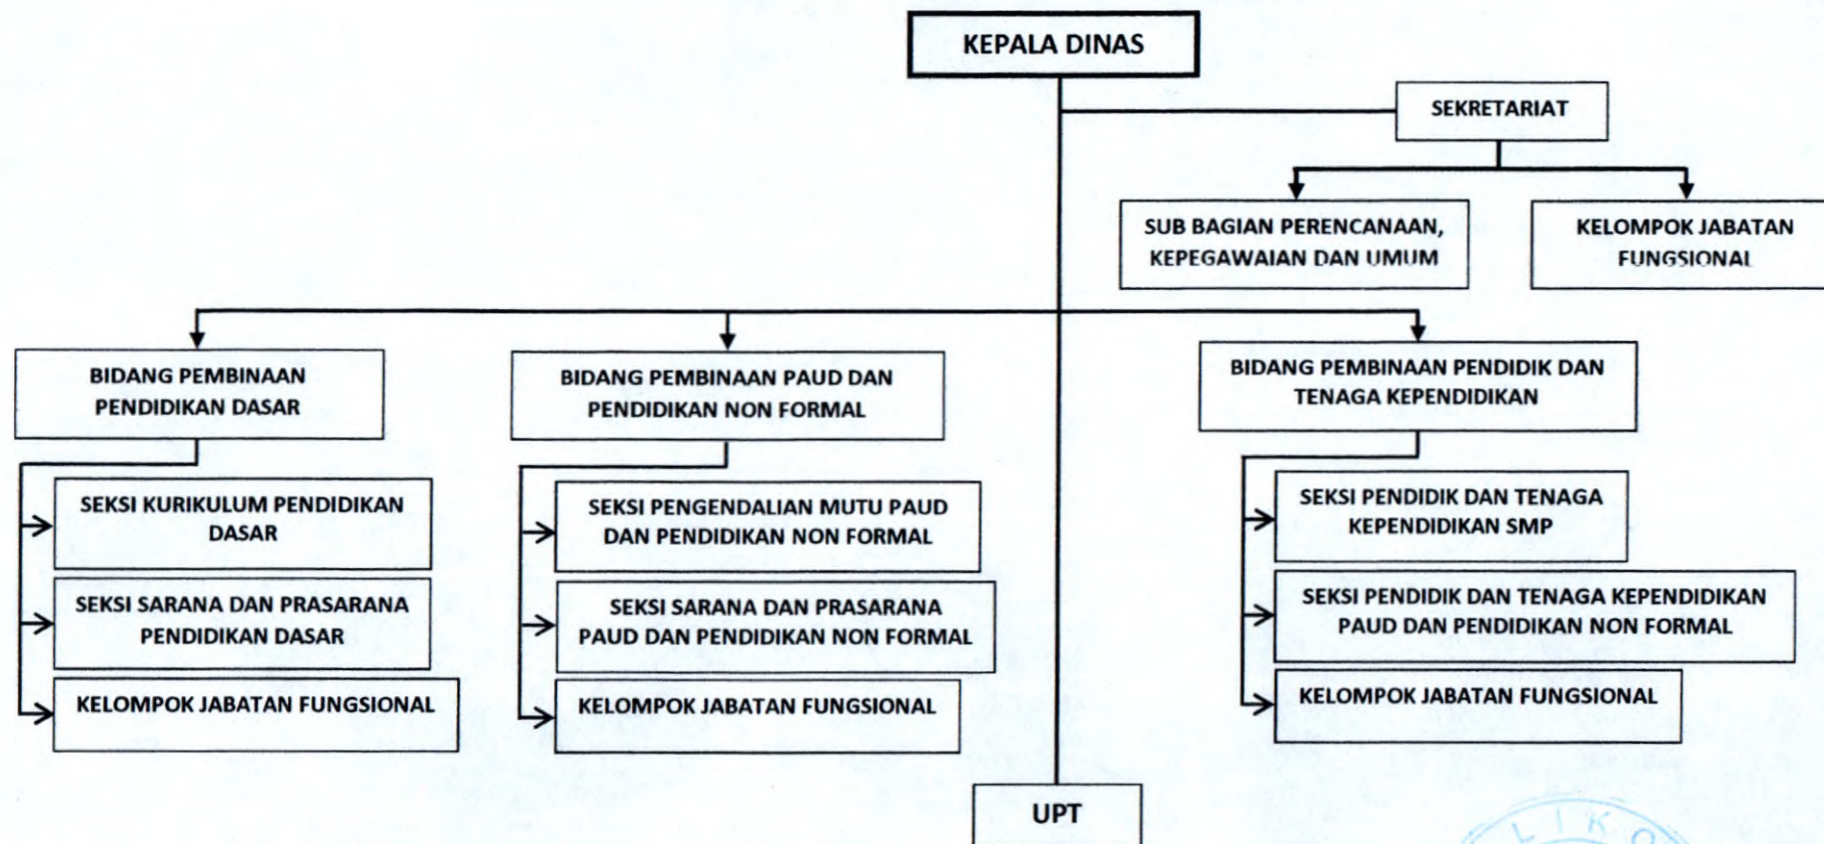 KEPALA DINAS
SEKRETARIAT
SUB BAGIAN PERENCANAAN,
KEPEGAWAIAN DAN UMUM
KELOMPOK JABATAN
FUNGSIONAL
BIDANG PEMBINAAN
PENDIDIKAN DASAR
SEKSI KURIKULUM PENDIDIKAN
DASAR
SEKSI SARANA DAN PRASARANA
PENDIDIKAN DASAR
KELOMPOK JABATAN FUNGSIONAL
BIDANG PEMBINAAN PAUD DAN
PENDIDIKAN NON FORMAL
SEKSI PENGENDALIAN MUTU PAUD
DAN PENDIDIKAN NON FORMAL
SEKSI SARANA DAN PRASARANA
PAUD DAN PENDIDIKAN NON FORMAL
KELOMPOK JABATAN FUNGSIONAL
BIDANG PEMBINAAN PENDIDIK DAN
TENAGA KEPENDIDIKAN
SEKSI PENDIDIK DAN TENAGA
KEPENDIDIKAN SMP
SEKSI PENDIDIK DAN TENAGA KEPENDIDIKAN
PAUD DAN PENDIDIKAN NON FORMAL
KELOMPOK JABATAN FUNGSIONAL
UPT